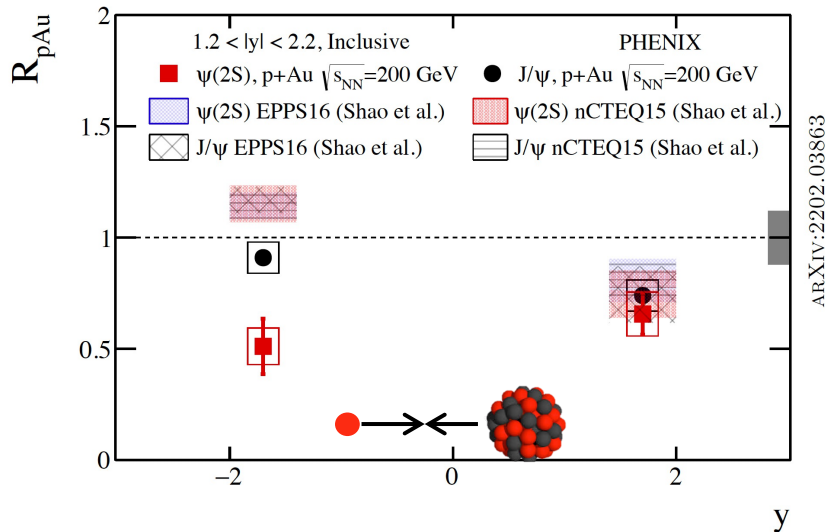 R_pAu
2
1.5
1
0.5
0
1.2 < |y| < 2.2, Inclusive
PHENIX
ψ(2S), p+Au √s_NN=200 GeV
J/ψ, p+Au √s_NN=200 GeV
ψ(2S) EPPS16 (Shao et al.)
ψ(2S) nCTEQ15 (Shao et al.)
J/ψ EPPS16 (Shao et al.)
J/ψ nCTEQ15 (Shao et al.)
ARXIV:2202.03863
−2
0
2
y